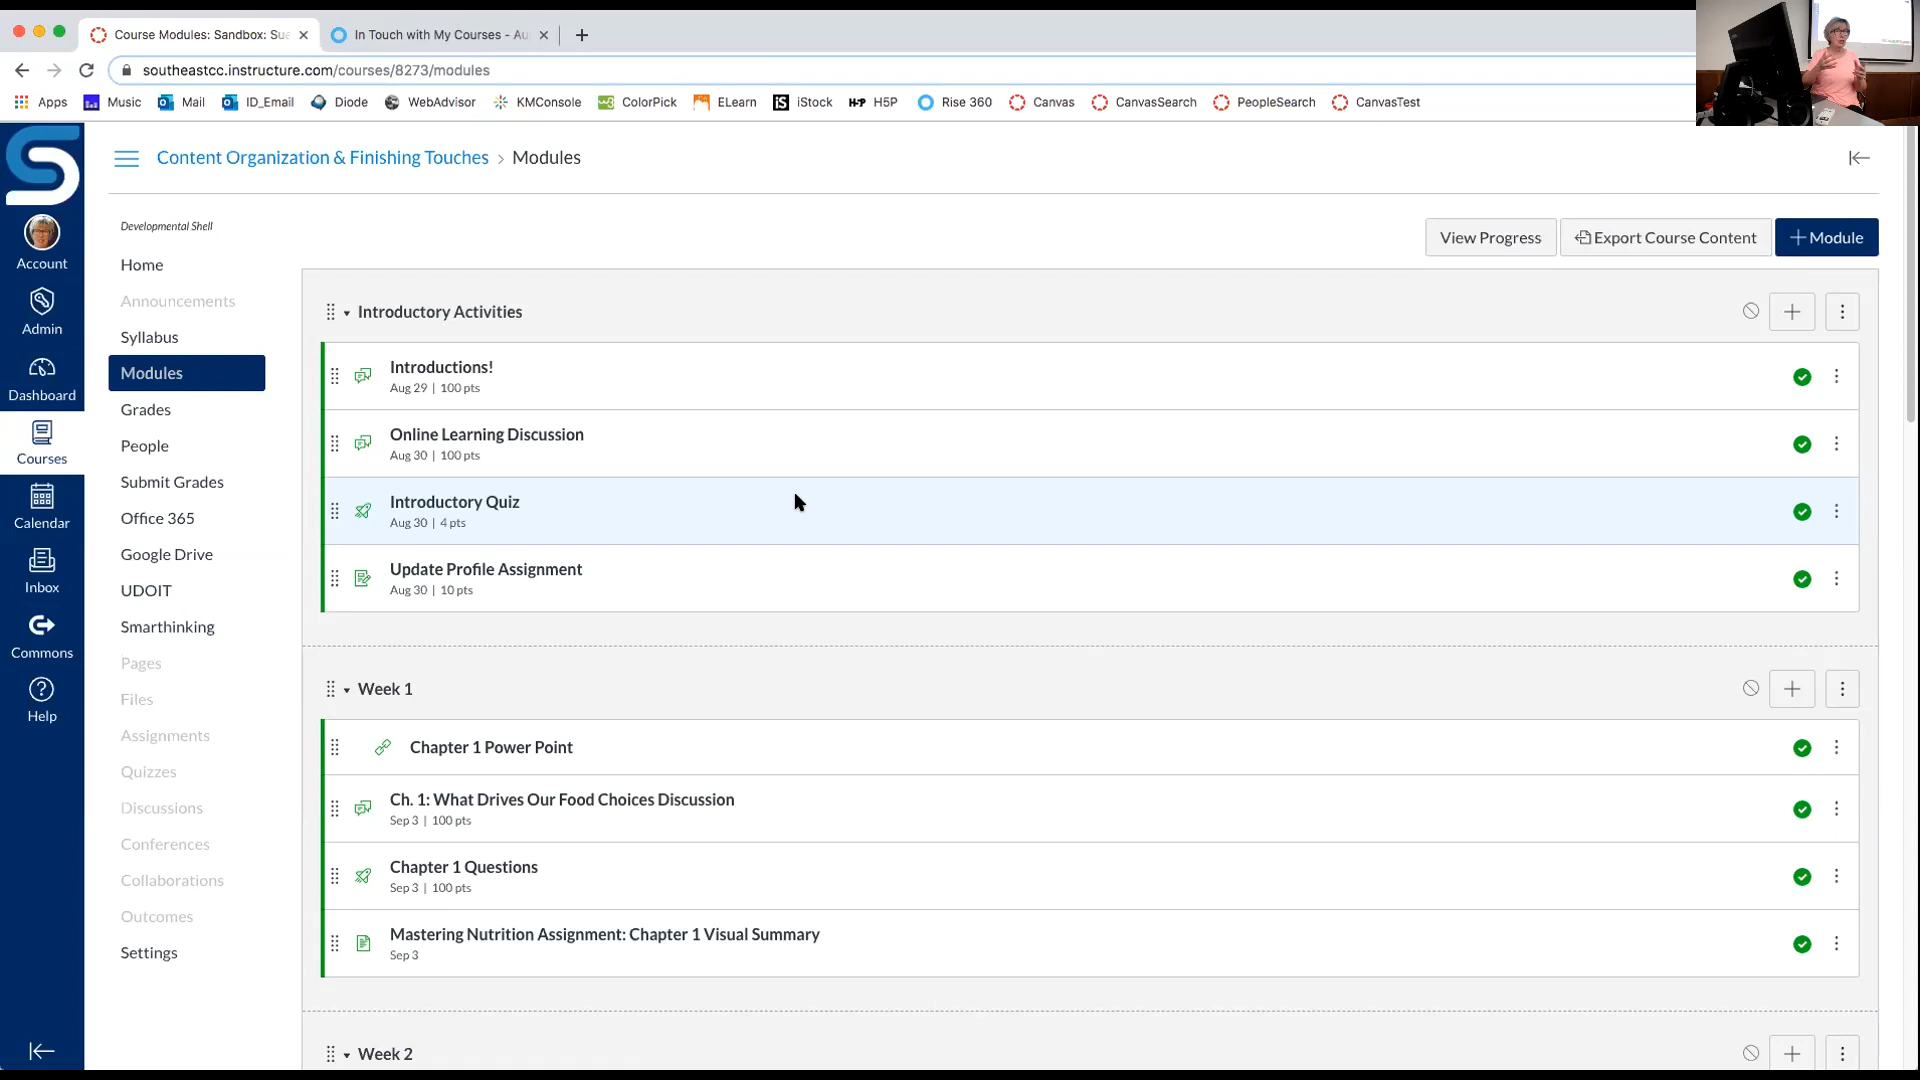 Course Modules: Sandbox: Sue
In Touch with My Courses - Au
southeastcc.instructure.com/courses/8273/modules
Apps Music Mail ID_Email Diode WebAdvisor KMConsole ColorPick ELearn iStock H5P Rise 360 Canvas CanvasSearch PeopleSearch CanvasTest
Content Organization & Finishing Touches > Modules
Account
Admin
Dashboard
Courses
Calendar
Inbox
Commons
Help
Developmental Shell
Home
Announcements
Syllabus
Modules
Grades
People
Submit Grades
Office 365
Google Drive
UDOIT
Smarthinking
Pages
Files
Assignments
Quizzes
Discussions
Conferences
Collaborations
Outcomes
Settings
View Progress
Export Course Content
+ Module
Introductory Activities
Introductions!
Aug 29 | 100 pts
Online Learning Discussion
Aug 30 | 100 pts
Introductory Quiz
Aug 30 | 4 pts
Update Profile Assignment
Aug 30 | 10 pts
Week 1
Chapter 1 Power Point
Ch. 1: What Drives Our Food Choices Discussion
Sep 3 | 100 pts
Chapter 1 Questions
Sep 3 | 100 pts
Mastering Nutrition Assignment: Chapter 1 Visual Summary
Sep 3
Week 2